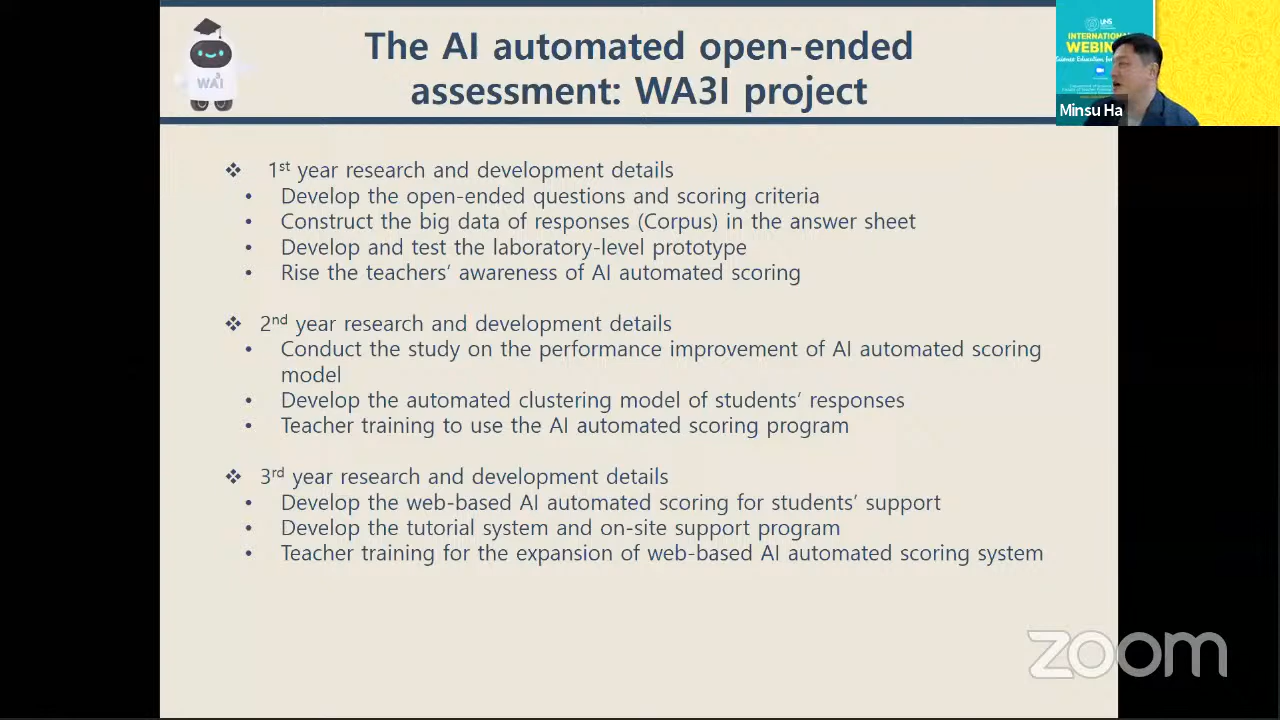 The AI automated open-ended
assessment: WA3I project
WA³I
UNS
INTERNATIONAL
Minsu Ha
❖ 1st year research and development details
• Develop the open-ended questions and scoring criteria
• Construct the big data of responses (Corpus) in the answer sheet
• Develop and test the laboratory-level prototype
• Rise the teachers’ awareness of AI automated scoring
❖ 2nd year research and development details
• Conduct the study on the performance improvement of AI automated scoring
model
• Develop the automated clustering model of students’ responses
• Teacher training to use the AI automated scoring program
❖ 3rd year research and development details
• Develop the web-based AI automated scoring for students’ support
• Develop the tutorial system and on-site support program
• Teacher training for the expansion of web-based AI automated scoring system
zoom